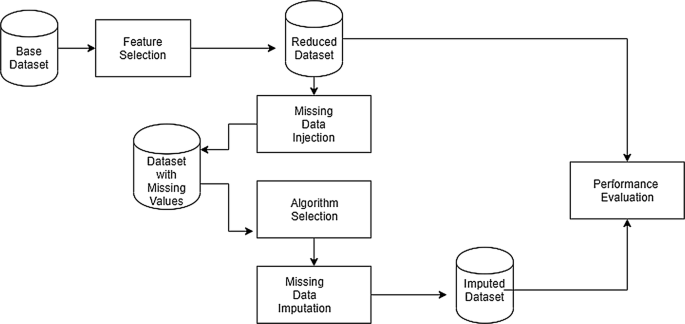 Base
Dataset
Feature
Selection
Reduced
Dataset
Missing
Data
Injection
Dataset
with
Missing
Values
Algorithm
Selection
Missing
Data
Imputation
Imputed
Dataset
Performance
Evaluation